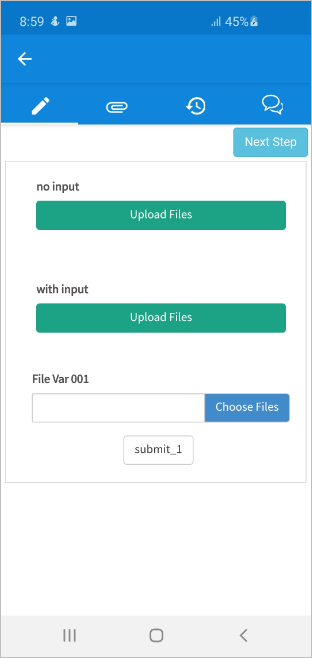 8:59 45%
Next Step
no input
Upload Files
with input
Upload Files
File Var 001
Choose Files
submit_1